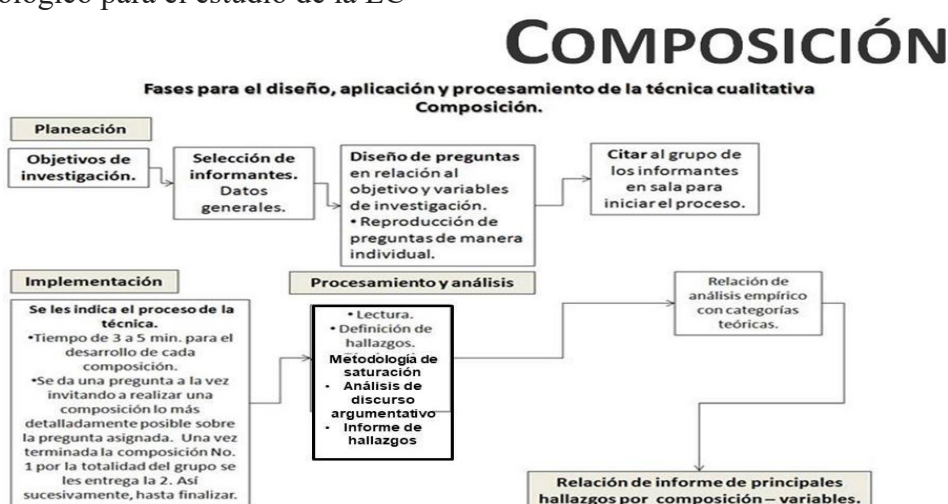 ológico para el estudio de la EC
COMPOSICIÓN
Fases para el diseño, aplicación y procesamiento de la técnica cualitativa
Composición.
Planeación
Objetivos de
investigación.
Selección de
informantes.
Datos
generales.
Diseño de preguntas
en relación al
objetivo y variables
de investigación.
• Reproducción de
preguntas de manera
individual.
Citar al grupo de
los informantes
en sala para
iniciar el proceso.
Implementación
Se les indica el proceso de la
técnica.
•Tiempo de 3 a 5 min. para el
desarrollo de cada
composición.
•Se da una pregunta a la vez
invitando a realizar una
composición lo más
detalladamente posible sobre
la pregunta asignada. Una vez
terminada la composición No.
1 por la totalidad del grupo se
les entrega la 2. Así
sucesivamente, hasta finalizar.
Procesamiento y análisis
• Lectura.
• Definición de
hallazgos.
Metodología de
saturación
• Análisis de
discurso
argumentativo
• Informe de
hallazgos
Relación de
análisis empírico
con categorías
teóricas.
Relación de informe de principales
hallazgos por composición – variables.